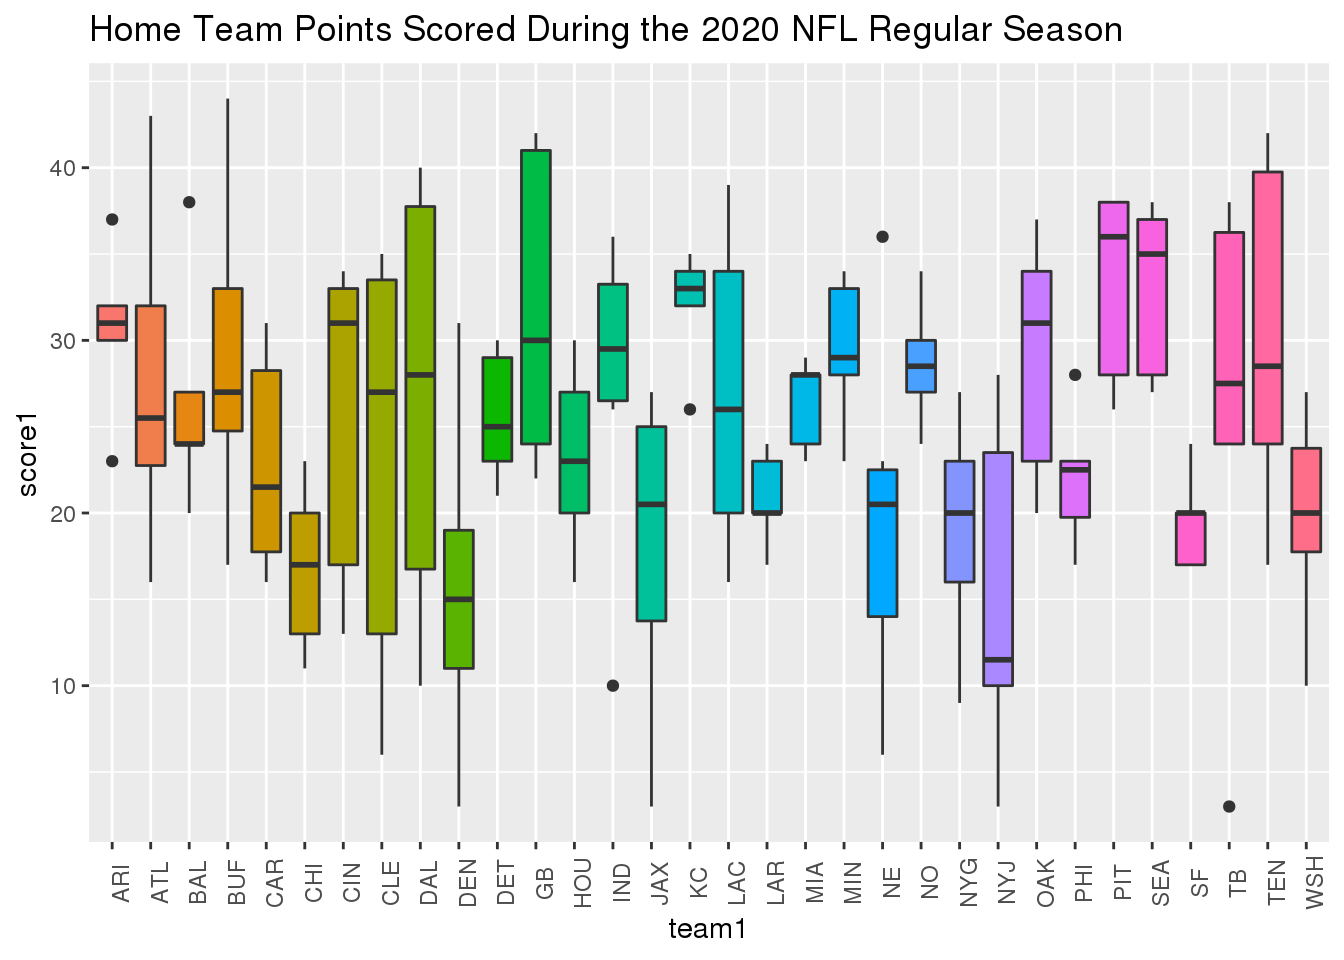 Home Team Points Scored During the 2020 NFL Regular Season
40
30
20
10
score1
ARI
ATL
BAL
BUF
CAR
CHI
CIN
CLE
DAL
DEN
DET
GB
HOU
IND
JAX
KC
LAC
LAR
MIA
MIN
NE
NO
NYG
NYJ
OAK
PHI
PIT
SEA
SF
TB
TEN
WSH
team1